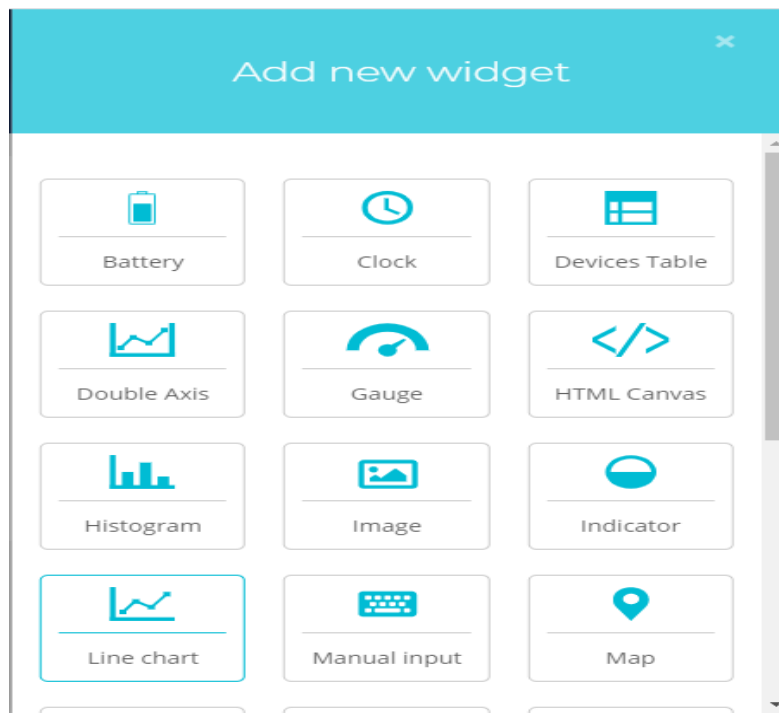 Add new widget
Battery
Clock
Devices Table
Double Axis
Gauge
HTML Canvas
Histogram
Image
Indicator
Line chart
Manual input
Map